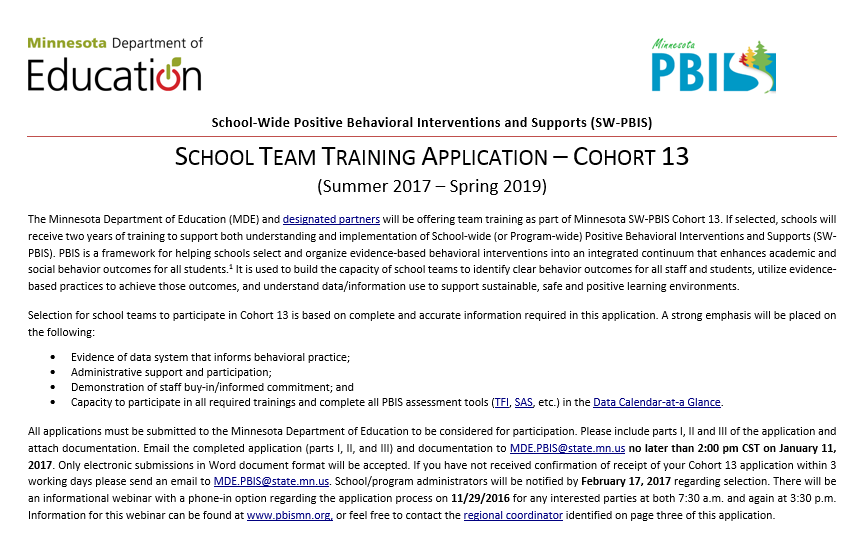 Minnesota Department of
Education
Minnesota
PBIS
School-Wide Positive Behavioral Interventions and Supports (SW-PBIS)
SCHOOL TEAM TRAINING APPLICATION – COHORT 13
(Summer 2017 – Spring 2019)
The Minnesota Department of Education (MDE) and designated partners will be offering team training as part of Minnesota SW-PBIS Cohort 13. If selected, schools will
receive two years of training to support both understanding and implementation of School-wide (or Program-wide) Positive Behavioral Interventions and Supports (SW-
PBIS). PBIS is a framework for helping schools select and organize evidence-based behavioral interventions into an integrated continuum that enhances academic and
social behavior outcomes for all students.¹ It is used to build the capacity of school teams to identify clear behavior outcomes for all staff and students, utilize evidence-
based practices to achieve those outcomes, and understand data/information use to support sustainable, safe and positive learning environments.
Selection for school teams to participate in Cohort 13 is based on complete and accurate information required in this application. A strong emphasis will be placed on
the following:
• Evidence of data system that informs behavioral practice;
• Administrative support and participation;
• Demonstration of staff buy-in/informed commitment; and
• Capacity to participate in all required trainings and complete all PBIS assessment tools (TFI, SAS, etc.) in the Data Calendar-at-a Glance.
All applications must be submitted to the Minnesota Department of Education to be considered for participation. Please include parts I, II and III of the application and
attach documentation. Email the completed application (parts I, II, and III) and documentation to MDE.PBIS@state.mn.us no later than 2:00 pm CST on January 11,
2017. Only electronic submissions in Word document format will be accepted. If you have not received confirmation of receipt of your Cohort 13 application within 3
working days please send an email to MDE.PBIS@state.mn.us. School/program administrators will be notified by February 17, 2017 regarding selection. There will be
an informational webinar with a phone-in option regarding the application process on 11/29/2016 for any interested parties at both 7:30 a.m. and again at 3:30 p.m.
Information for this webinar can be found at www.pbismn.org, or feel free to contact the regional coordinator identified on page three of this application.